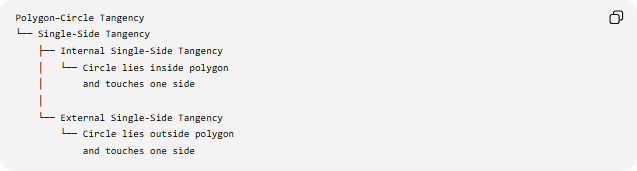 Polygon–Circle Tangency
└── Single-Side Tangency
    ├── Internal Single-Side Tangency
    │   └── Circle lies inside polygon
    │       and touches one side
    │
    └── External Single-Side Tangency
        └── Circle lies outside polygon
            and touches one side